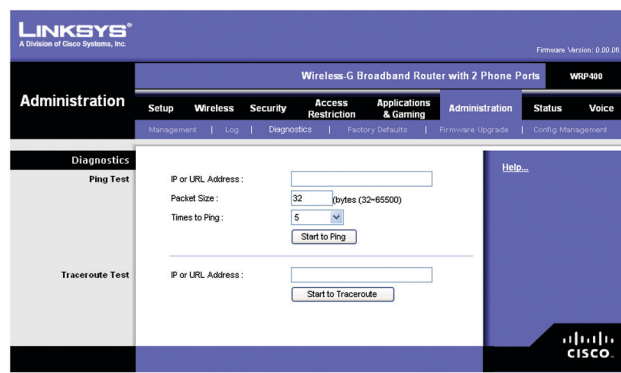 LINKSYS®
A Division of Cisco Systems, Inc.
Firmware Version: 0.00.06
Wireless-G Broadband Router with 2 Phone Ports WRP400
Administration
Setup Wireless Security Access Restriction Applications & Gaming Administration Status Voice
Management | Log | Diagnostics | Factory Defaults | Firmware Upgrade | Config Management
Diagnostics
Help...
Ping Test IP or URL Address :
Packet Size : 32 (bytes (32~65500)
Times to Ping : 5
Start to Ping
Traceroute Test IP or URL Address :
Start to Traceroute
CISCO.